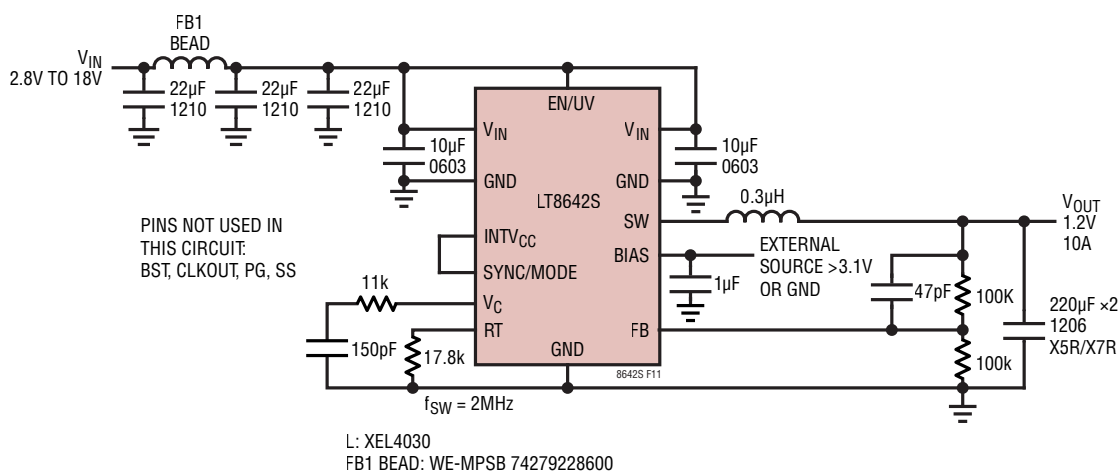 FB1
BEAD
VIN
2.8V TO 18V
22µF
1210
22µF
1210
22µF
1210
EN/UV
VIN
VIN
10µF
0603
10µF
0603
GND
GND
LT8642S
0.3µH
SW
VOUT
1.2V
10A
PINS NOT USED IN
THIS CIRCUIT:
BST, CLKOUT, PG, SS
INTVCC
SYNC/MODE
BIAS
EXTERNAL
SOURCE >3.1V
OR GND
1µF
47pF
100K
11k
VC
RT
FB
220µF ×2
1206
X5R/X7R
150pF
17.8k
GND
100k
8642S F11
fSW = 2MHz
L: XEL4030
FB1 BEAD: WE-MPSB 74279228600